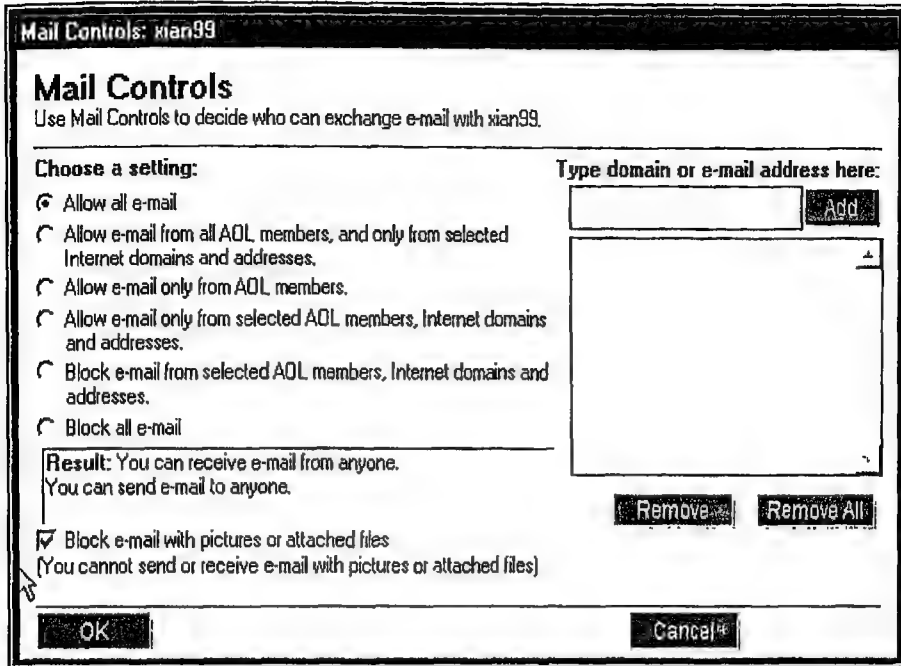 Mail Controls: xian99
Mail Controls
Use Mail Controls to decide who can exchange e-mail with xian99.
Choose a setting:
Allow all e-mail
Allow e-mail from all AOL members, and only from selected
Internet domains and addresses.
Allow e-mail only from AOL members.
Allow e-mail only from selected AOL members, Internet domains
and addresses.
Block e-mail from selected AOL members, Internet domains and
addresses.
Block all e-mail
Result: You can receive e-mail from anyone.
You can send e-mail to anyone.
Block e-mail with pictures or attached files
(You cannot send or receive e-mail with pictures or attached files)
Type domain or e-mail address here:
Add
Remove
Remove All
OK
Cancel